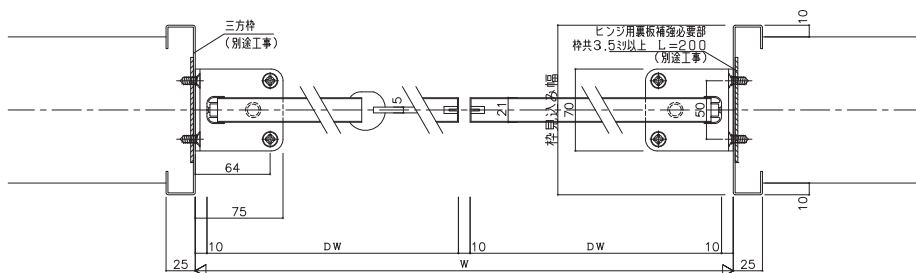 三方枠
(別途工事)
ヒンジ用裏板補強必要部
枠共3.5ミリ以上 L=200
(別途工事)
10
5
21
枠見込み幅
70
50
64
75
10
10
DW
10
DW
10
25
W
25